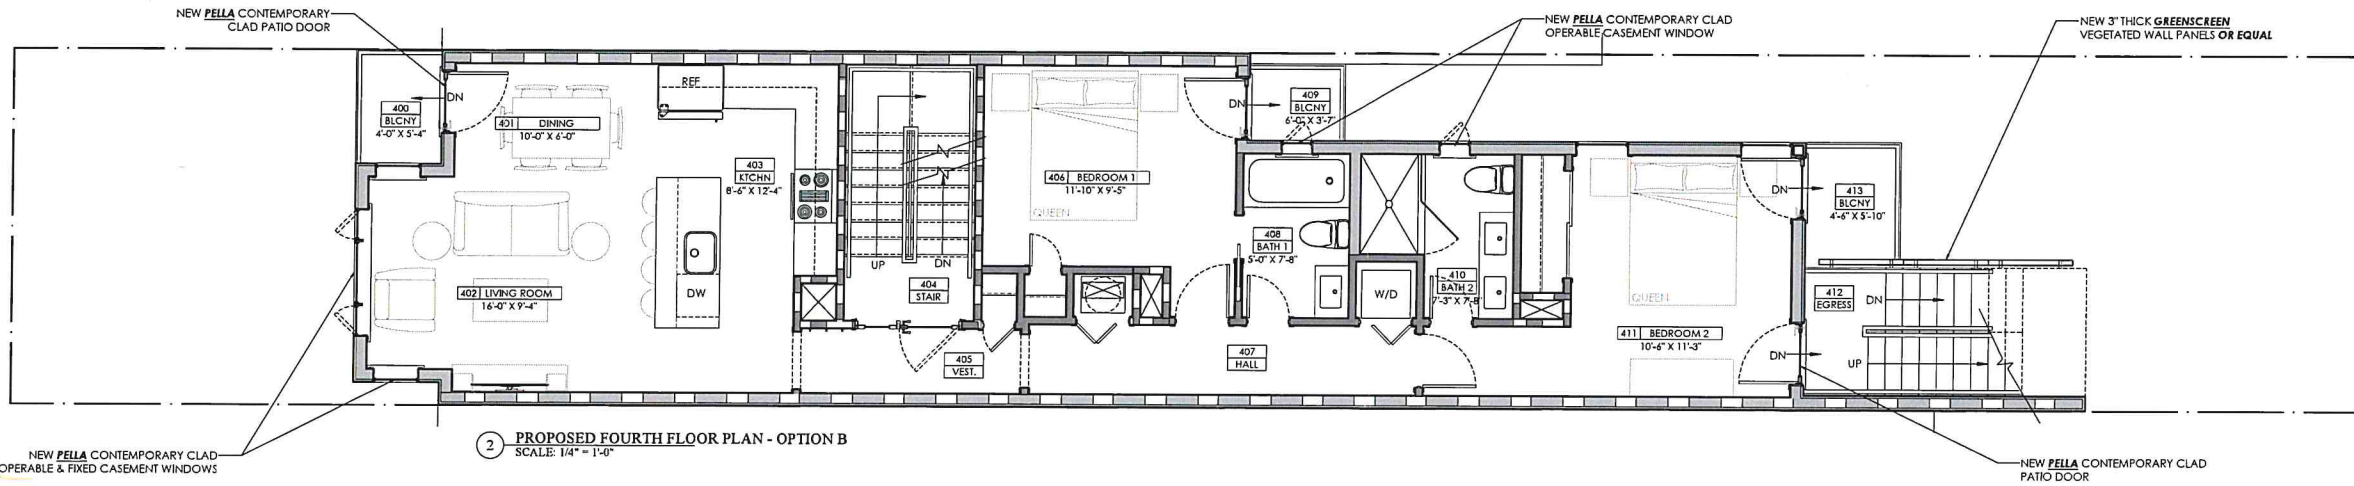 NEW PELLA CONTEMPORARY
CLAD PATIO DOOR
NEW PELLA CONTEMPORARY CLAD
OPERABLE CASEMENT WINDOW
NEW 3" THICK GREENSCREEN
VEGETATED WALL PANELS OR EQUAL
400
BLCNY
4'-0" X 5'-4"
DN
401 DINING
10'-0" X 6'-0"
REF
403
KTCHN
8'-6" X 12'-4"
DW
402 LIVING ROOM
16'-0" X 9'-4"
UP
DN
404
STAIR
405
VEST.
406 BEDROOM 1
11'-10" X 9'-5"
QUEEN
DN
409
BLCNY
6'-0" X 3'-7"
408
BATH 1
5'-0" X 7'-8"
407
HALL
W/D
410
BATH 2
7'-3" X 7'-8"
QUEEN
411 BEDROOM 2
10'-6" X 11'-3"
DN
413
BLCNY
4'-6" X 5'-10"
412
EGRESS
DN
DN
UP
2
PROPOSED FOURTH FLOOR PLAN - OPTION B
SCALE: 1/4" = 1'-0"
NEW PELLA CONTEMPORARY CLAD
OPERABLE & FIXED CASEMENT WINDOWS
NEW PELLA CONTEMPORARY CLAD
PATIO DOOR